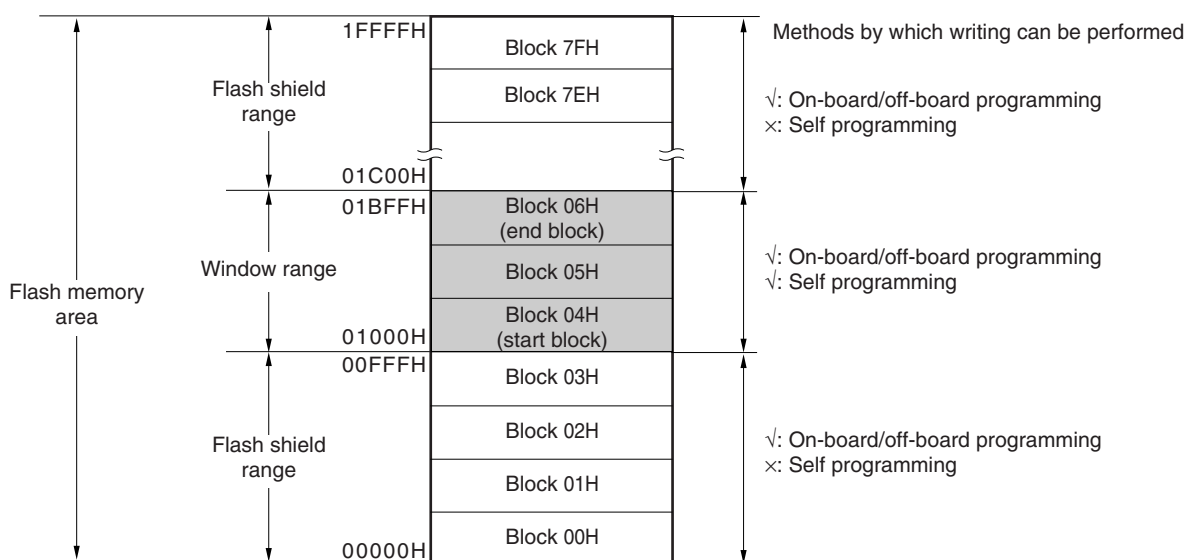 1FFFFH
Block 7FH
Methods by which writing can be performed
Flash shield
range
Block 7EH
√: On-board/off-board programming
×: Self programming
01C00H
01BFFH
Block 06H
(end block)
Window range
Block 05H
√: On-board/off-board programming
√: Self programming
Flash memory
area
Block 04H
(start block)
01000H
00FFFH
Block 03H
Flash shield
range
Block 02H
√: On-board/off-board programming
×: Self programming
Block 01H
Block 00H
00000H